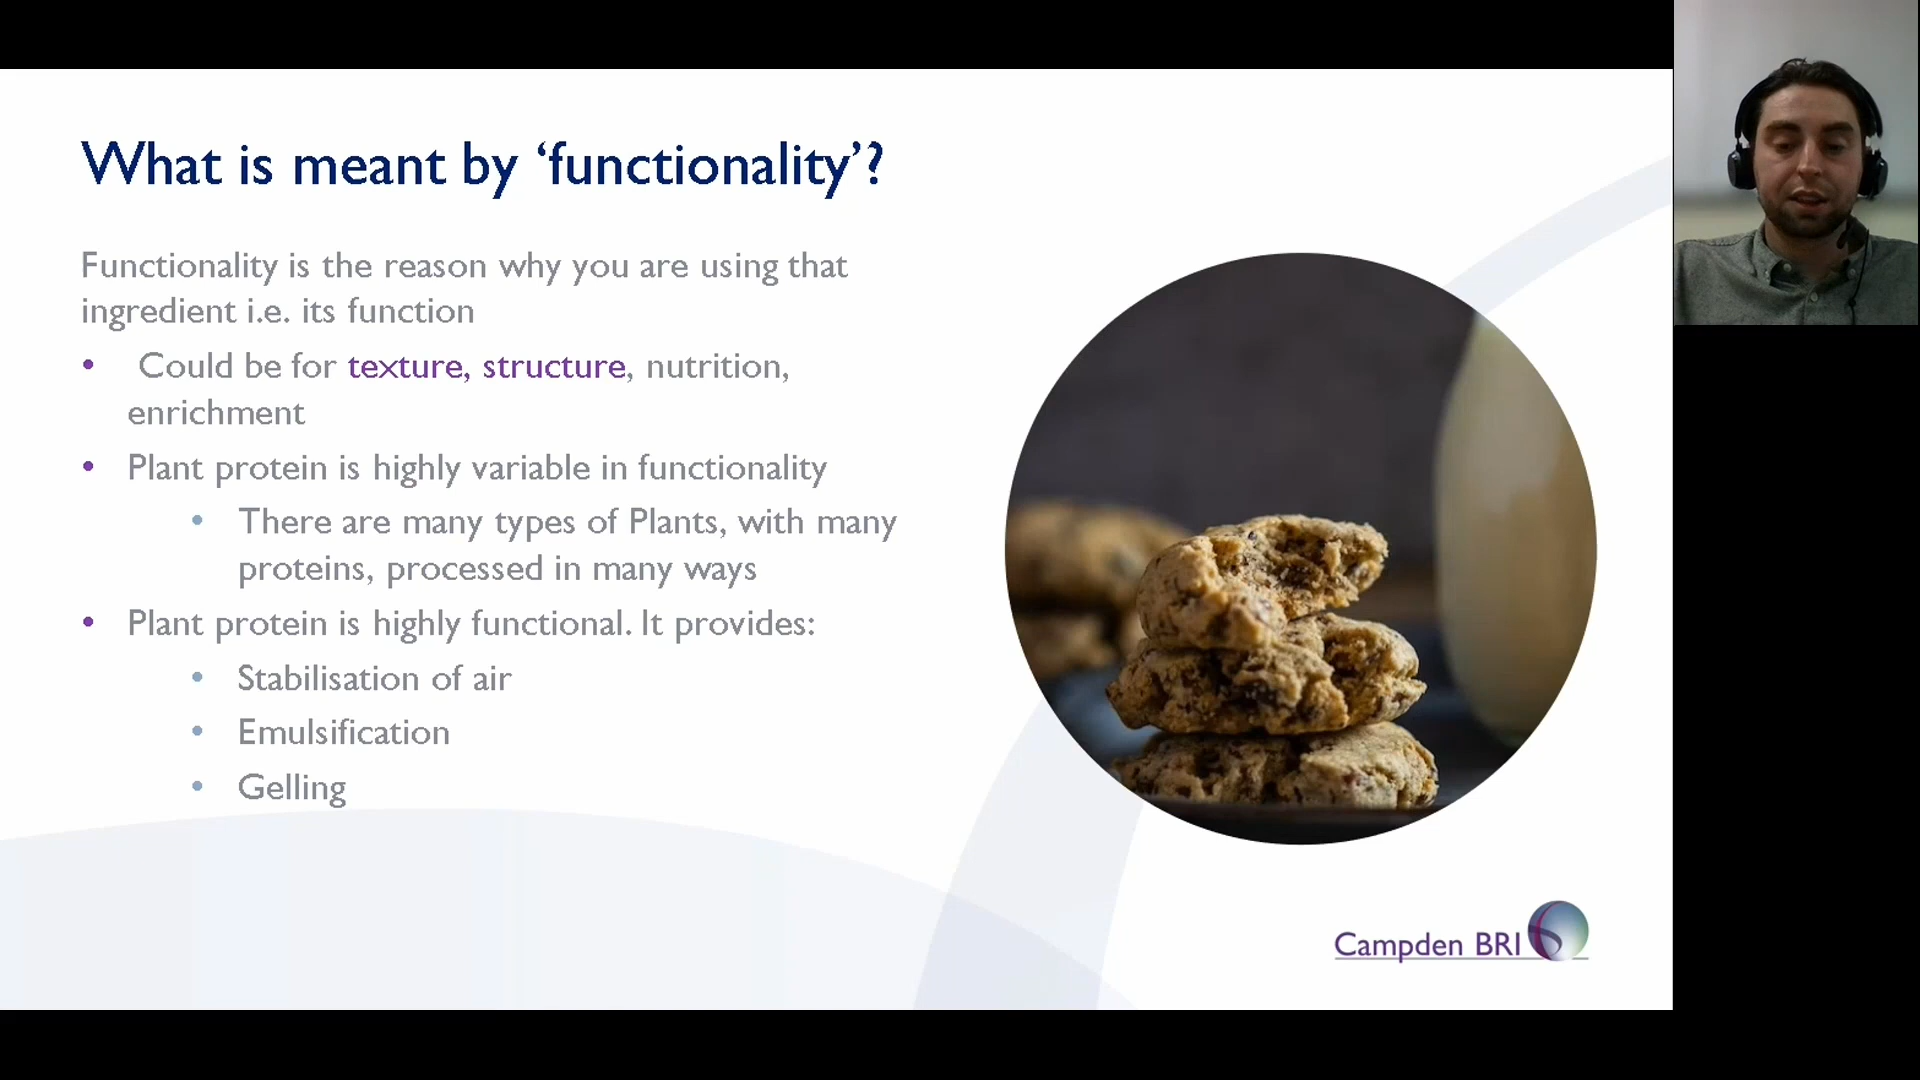 What is meant by ‘functionality’?
Functionality is the reason why you are using that
ingredient i.e. its function
• Could be for texture, structure, nutrition,
enrichment
• Plant protein is highly variable in functionality
• There are many types of Plants, with many
proteins, processed in many ways
• Plant protein is highly functional. It provides:
• Stabilisation of air
• Emulsification
• Gelling
Campden BRI